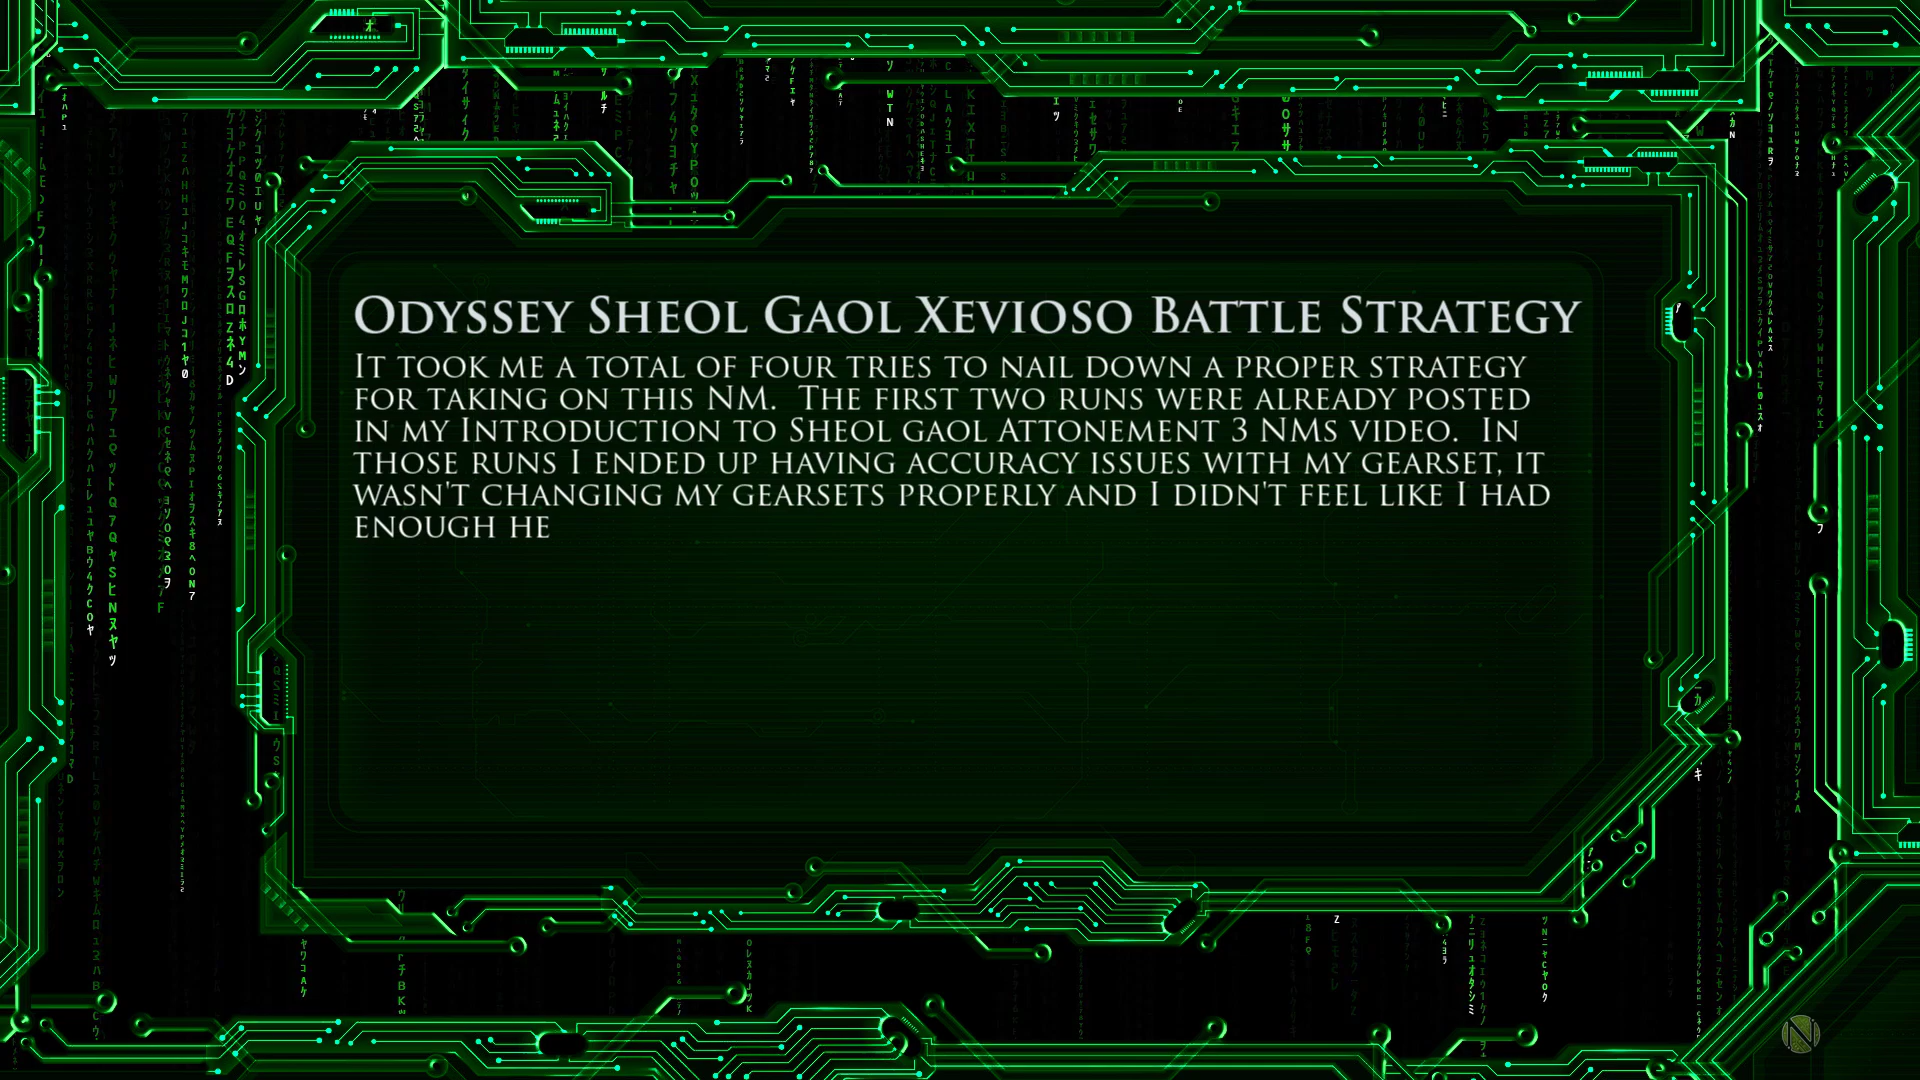 Odyssey Sheol Gaol Xevioso Battle Strategy
It took me a total of four tries to nail down a proper strategy
for taking on this NM.  The first two runs were already posted
in my Introduction to Sheol gaol Attonement 3 NMs video.  In
those runs I ended up having accuracy issues with my gearset, it
wasn't changing my gearsets properly and I didn't feel like I had
enough he